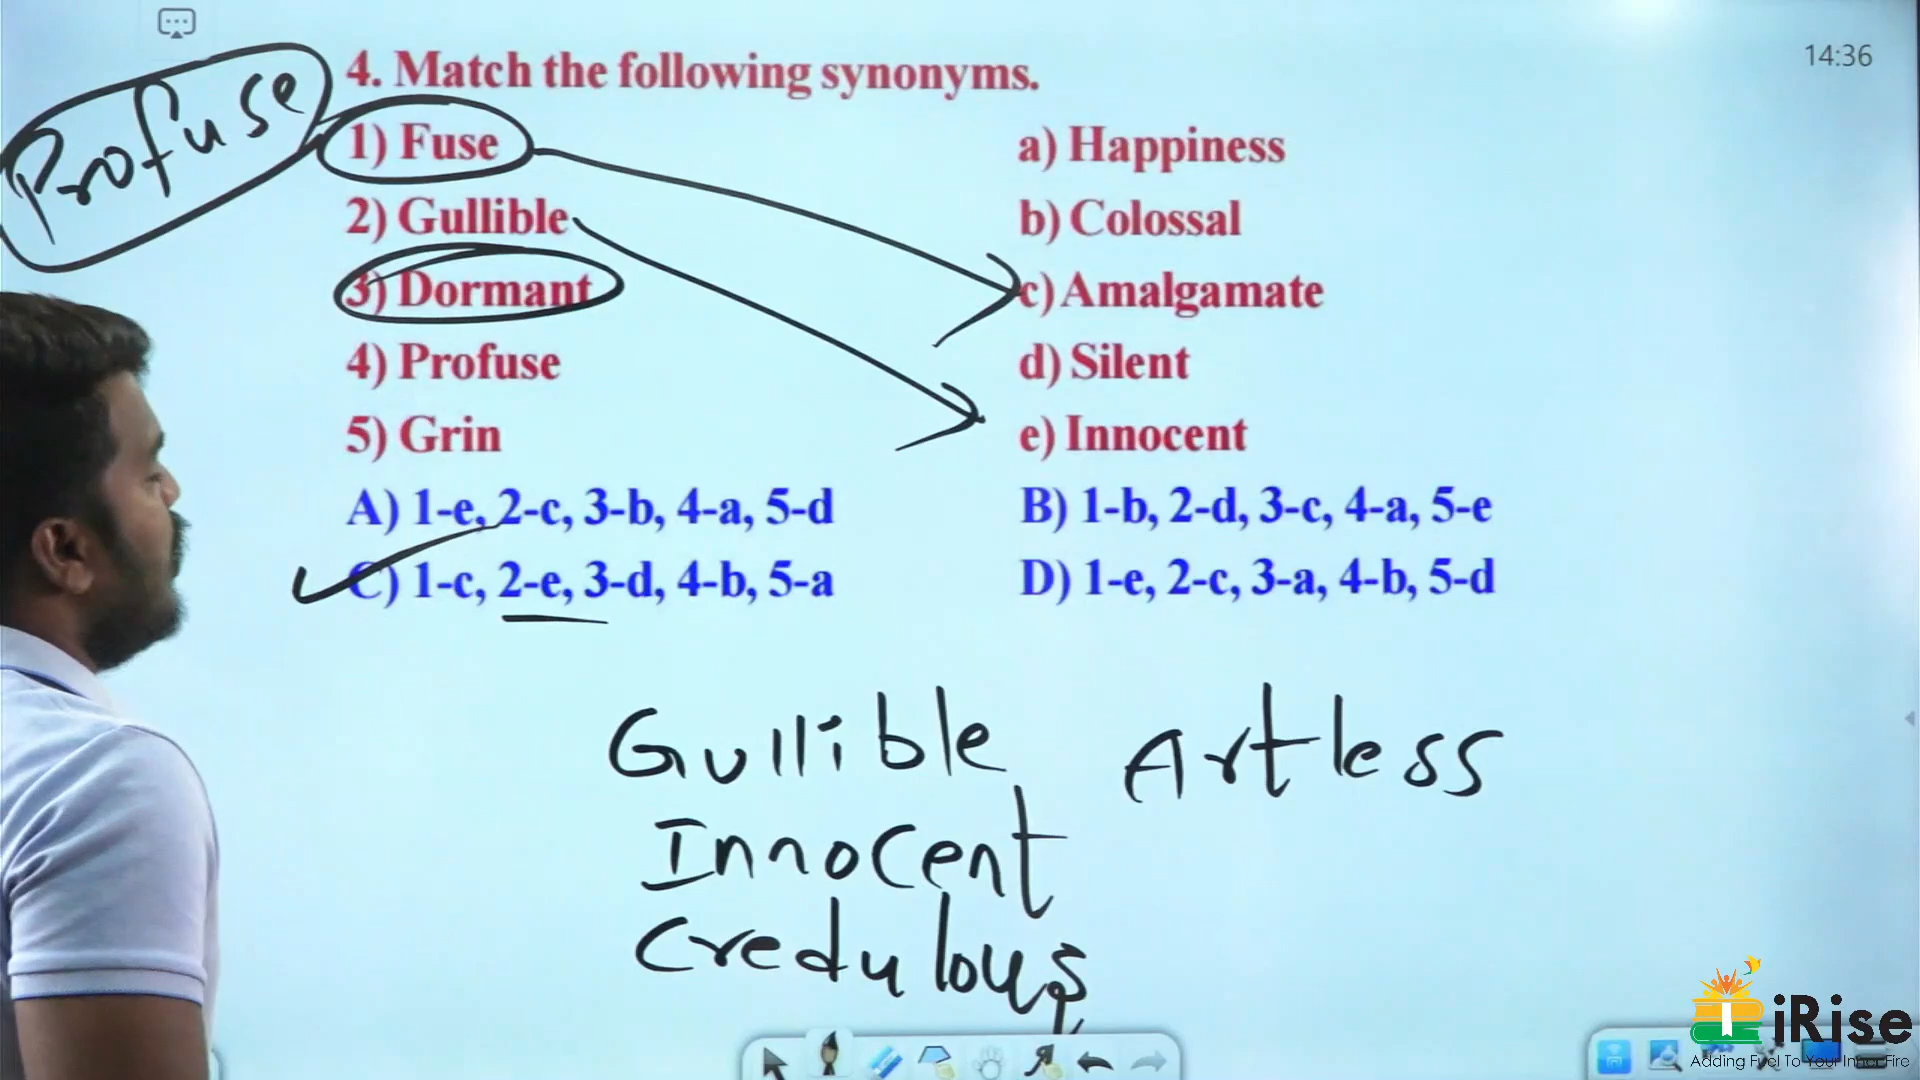 14:36
Profuse
4. Match the following synonyms.
1) Fuse a) Happiness
2) Gullible b) Colossal
3) Dormant c) Amalgamate
4) Profuse d) Silent
5) Grin e) Innocent
A) 1-e, 2-c, 3-b, 4-a, 5-d B) 1-b, 2-d, 3-c, 4-a, 5-e
C) 1-c, 2-e, 3-d, 4-b, 5-a D) 1-e, 2-c, 3-a, 4-b, 5-d
Gullible Artless
Innocent
Credulous
iRise
Adding Fuel To Your Inner Fire